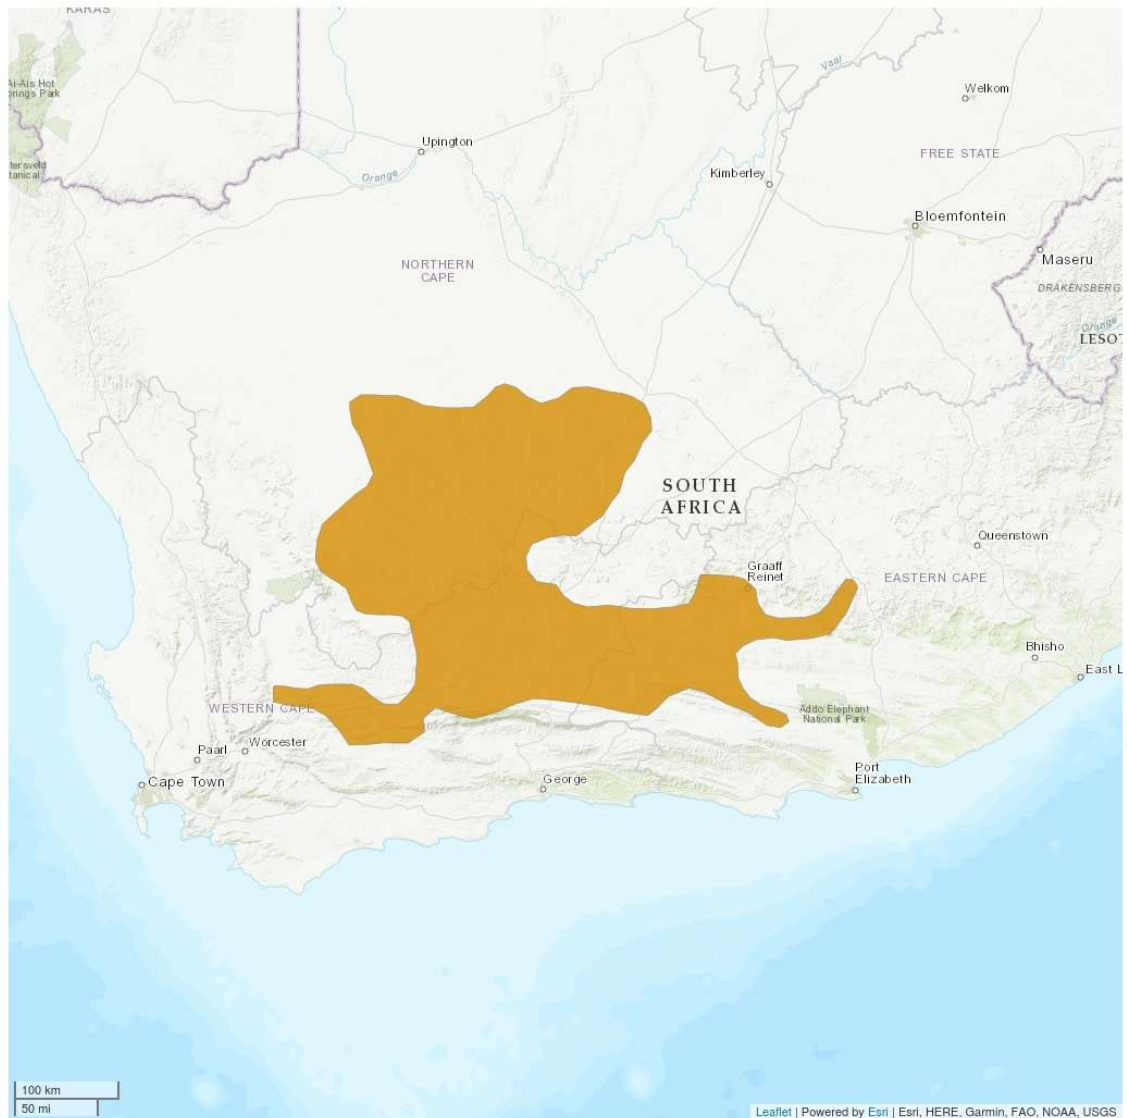 KARAS
Ai-Ais Hot
Springs Park
Vaal
Welkom
Upington
FREE STATE
Orange
Kimberley
Bloemfontein
Maseru
NORTHERN
CAPE
DRAKENSBERG
Orange
LESOT
SOUTH
AFRICA
Queenstown
Graaff
Reinet
EASTERN CAPE
Bhisho
East L
WESTERN CAPE
Addo Elephant
National Park
Worcester
Paarl
Cape Town
George
Port
Elizabeth
100 km
50 mi
Leaflet | Powered by Esri | Esri, HERE, Garmin, FAO, NOAA, USGS